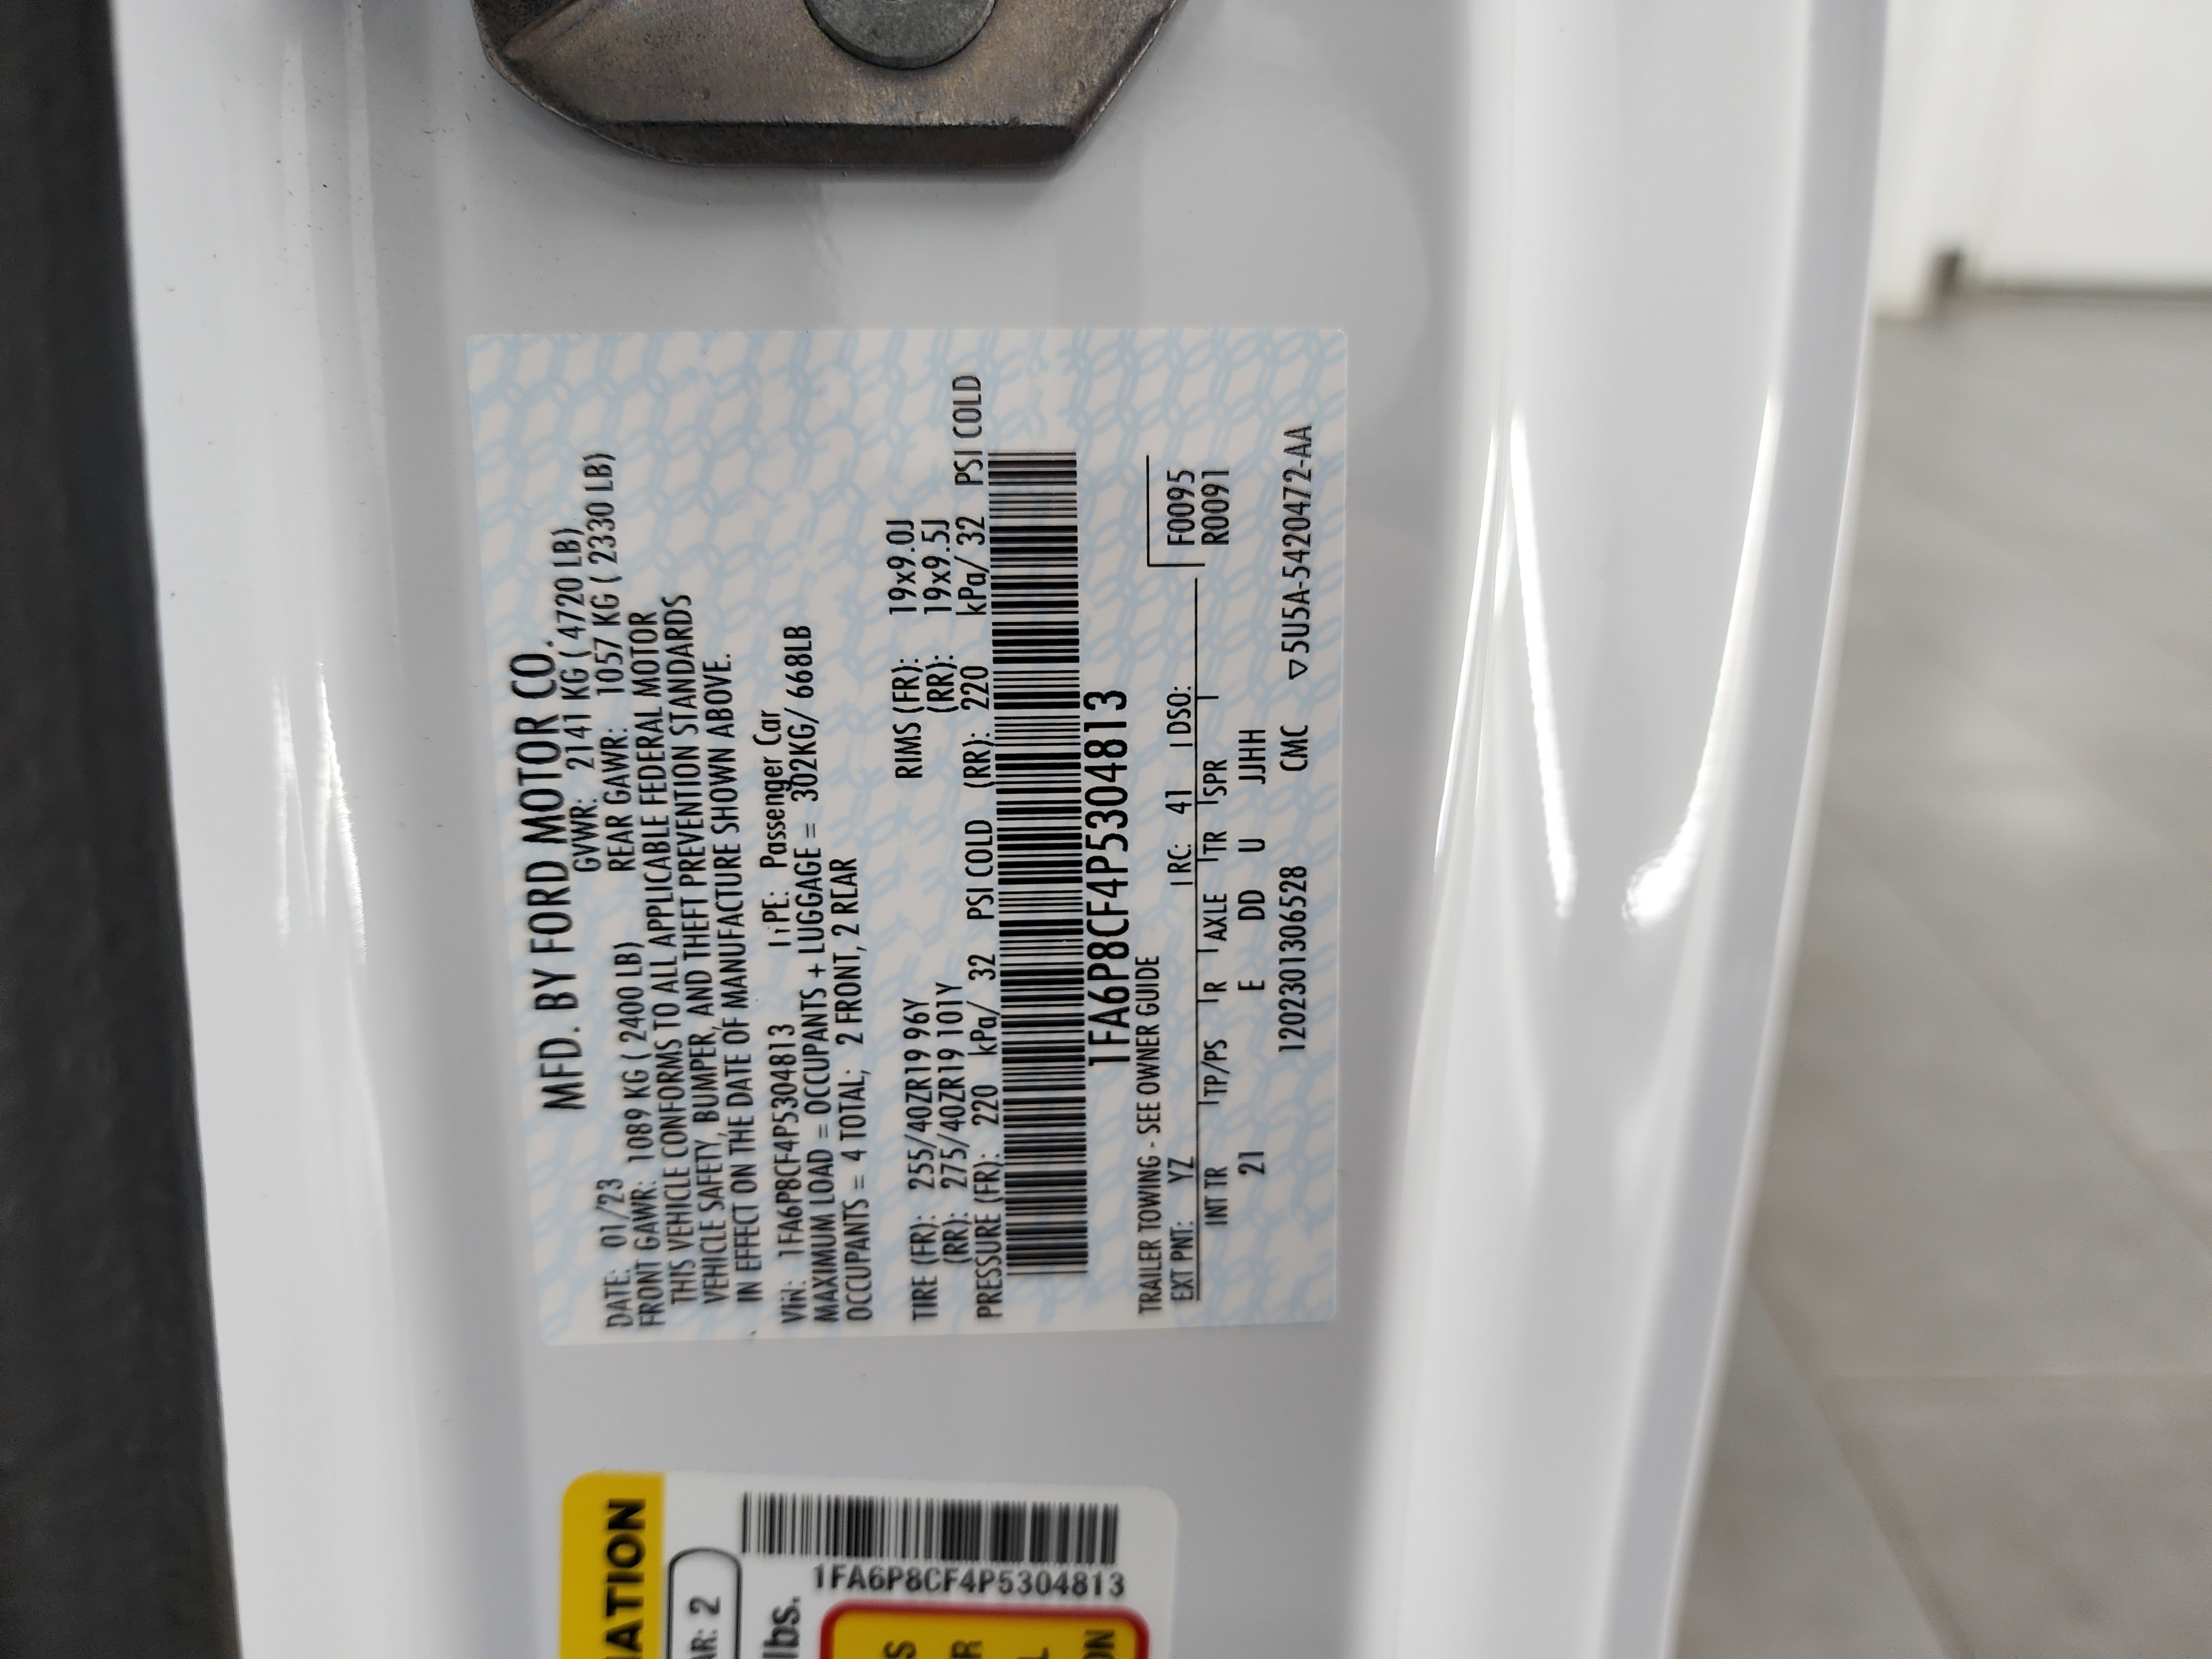 MFD. BY FORD MOTOR CO.
DATE: 01/23 GVWR: 2141 KG ( 4720 LB)
FRONT GAWR: 1089 KG ( 2400 LB) REAR GAWR: 1057 KG ( 2330 LB)
THIS VEHICLE CONFORMS TO ALL APPLICABLE FEDERAL MOTOR
VEHICLE SAFETY, BUMPER, AND THEFT PREVENTION STANDARDS
IN EFFECT ON THE DATE OF MANUFACTURE SHOWN ABOVE.
VIN: 1FA6P8CF4P5304813 TYPE: Passenger Car
MAXIMUM LOAD = OCCUPANTS + LUGGAGE = 302KG/ 668LB
OCCUPANTS = 4 TOTAL; 2 FRONT, 2 REAR
TIRE (FR): 255/40ZR19 96Y RIMS (FR): 19x9.0J
(RR): 275/40ZR19 101Y (RR): 19x9.5J
PRESSURE (FR): 220 kPa/ 32 PSI COLD (RR): 220 kPa/ 32 PSI COLD
1FA6P8CF4P5304813
TRAILER TOWING - SEE OWNER GUIDE
EXT PNT: YZ RC: 41 DSO: F0095
INT TR TP/PS R AXLE TR SPR R0091
21 E DD U JJHH
1202301306528 CMC ▽5U5A-5420472-AA
MATION
AR: 2
lbs.
1FA6P8CF4P5304813
S
R
L
ON